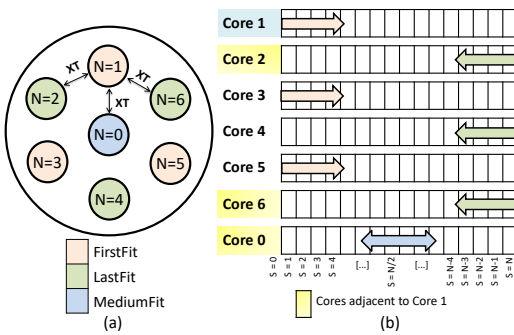 (a)
XT
XT
N=1
N=2
N=6
XT
N=0
N=3
N=5
N=4
FirstFit
LastFit
MediumFit
(a)
(b)
Core 1
Core 2
Core 3
Core 4
Core 5
Core 6
Core 0
S = 0
S = 1
S = 2
S = 3
S = 4
[...]
S = N/2
[...]
S = N-4
S = N-3
S = N-2
S = N-1
S = N
Cores adjacent to Core 1
(b)